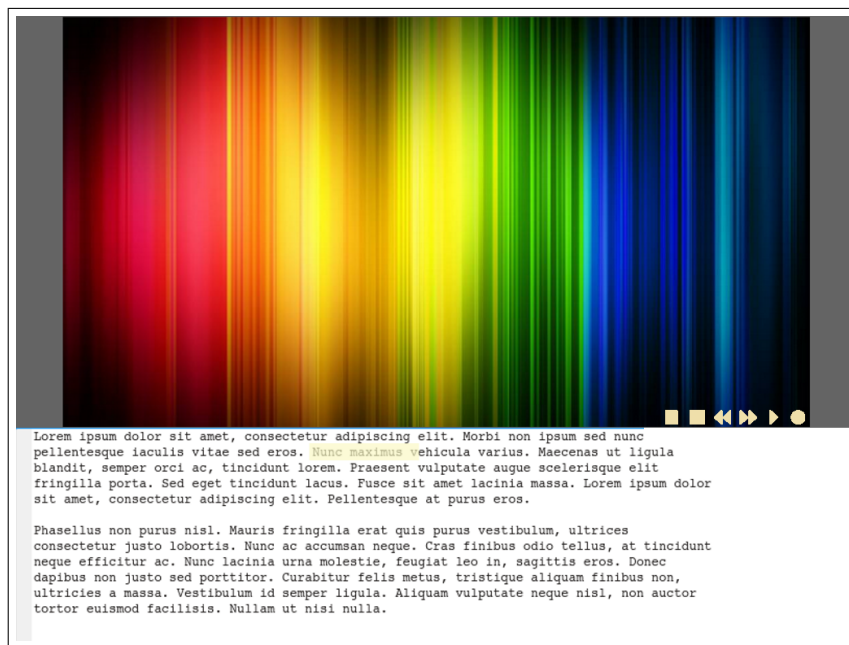 Lorem ipsum dolor sit amet, consectetur adipiscing elit. Morbi non ipsum sed nunc
pellentesque iaculis vitae sed eros. Nunc maximus vehicula varius. Maecenas ut ligula
blandit, semper orci ac, tincidunt lorem. Praesent vulputate augue scelerisque elit
fringilla porta. Sed eget tincidunt lacus. Fusce sit amet lacinia massa. Lorem ipsum dolor
sit amet, consectetur adipiscing elit. Pellentesque at purus eros.

Phasellus non purus nisl. Mauris fringilla erat quis purus vestibulum, ultrices
consectetur justo lobortis. Nunc ac accumsan neque. Cras finibus odio tellus, at tincidunt
neque efficitur ac. Nunc lacinia urna molestie, feugiat leo in, sagittis eros. Donec
dapibus non justo sed porttitor. Curabitur felis metus, tristique aliquam finibus non,
ultricies a massa. Vestibulum id semper ligula. Aliquam vulputate neque nisl, non auctor
tortor euismod facilisis. Nullam ut nisi nulla.